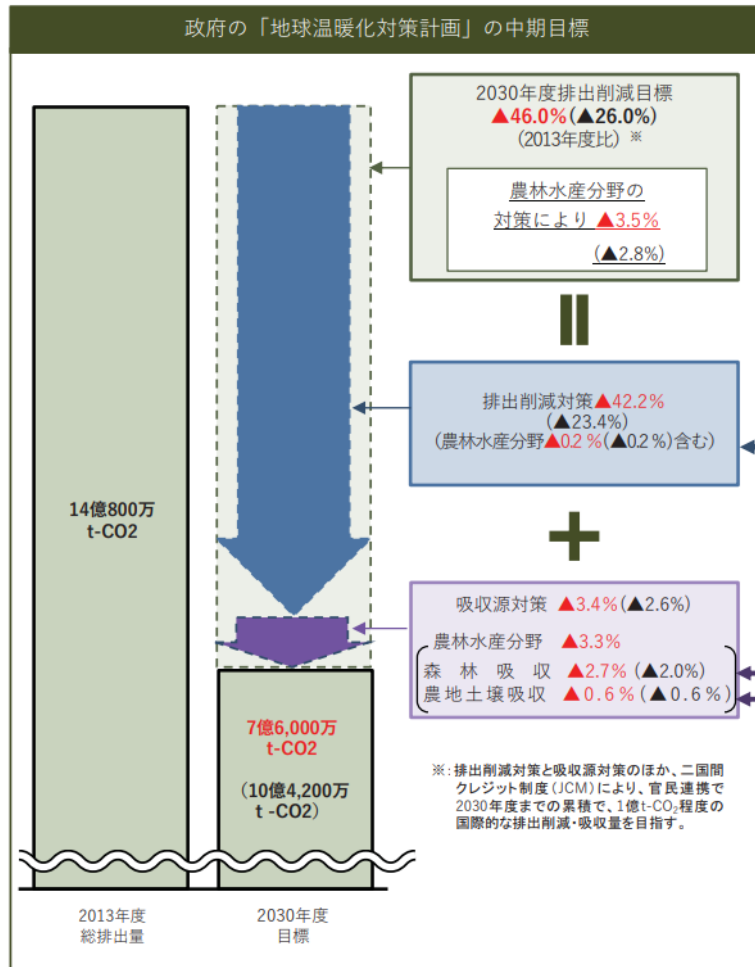 政府の「地球温暖化対策計画」の中期目標
2030年度排出削減目標
▲46.0%(▲26.0%)
(2013年度比) ※
農林水産分野の
対策により ▲3.5%
(▲2.8%)
排出削減対策▲42.2%
(▲23.4%)
(農林水産分野▲0.2%(▲0.2%)含む)
14億800万
t-CO2
吸収源対策 ▲3.4%(▲2.6%)
農林水産分野 ▲3.3%
森林吸収 ▲2.7% (▲2.0%)
農地土壌吸収 ▲0.6% (▲0.6%)
7億6,000万
t-CO2
(10億4,200万
t -CO2)
※:排出削減対策と吸収源対策のほか、二国間
クレジット制度(JCM)により、官民連携で
2030年度までの累積で、1億t-CO₂程度の
国際的な排出削減・吸収量を目指す。
2013年度
総排出量
2030年度
目標